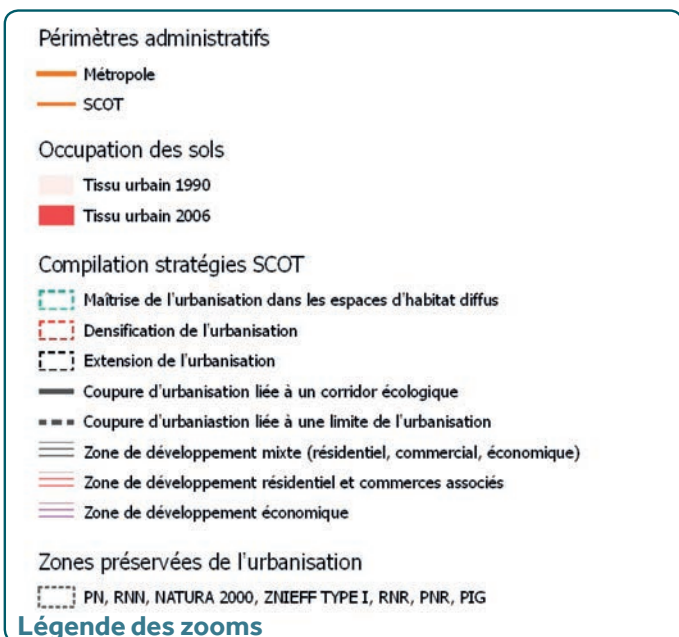 Périmètres administratifs
Métropole
SCOT
Occupation des sols
Tissu urbain 1990
Tissu urbain 2006
Compilation stratégies SCOT
Maîtrise de l'urbanisation dans les espaces d'habitat diffus
Densification de l'urbanisation
Extension de l'urbanisation
Coupure d'urbanisation liée à un corridor écologique
Coupure d'urbaniastion liée à une limite de l'urbanisation
Zone de développement mixte (résidentiel, commercial, économique)
Zone de développement résidentiel et commerces associés
Zone de développement économique
Zones préservées de l'urbanisation
PN, RNN, NATURA 2000, ZNIEFF TYPE I, RNR, PNR, PIG
Légende des zooms